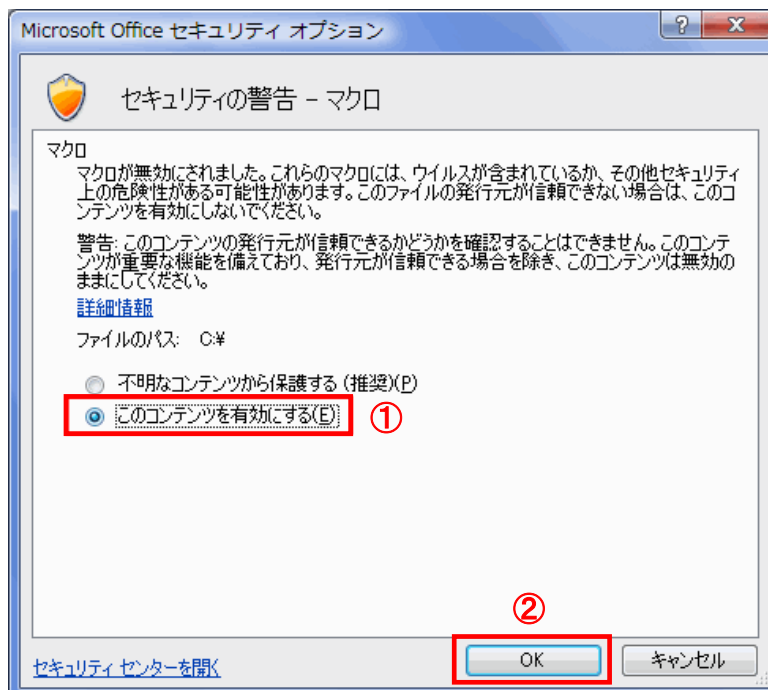 Microsoft Office セキュリティ オプション
セキュリティの警告 – マクロ
マクロ
マクロが無効にされました。これらのマクロには、ウイルスが含まれているか、その他セキュリティ
上の危険性がある可能性があります。このファイルの発行元が信頼できない場合は、このコ
ンテンツを有効にしないでください。
警告: このコンテンツの発行元が信頼できるかどうかを確認することはできません。このコンテ
ンツが重要な機能を備えており、発行元が信頼できる場合を除き、このコンテンツは無効の
ままにしてください。
詳細情報
ファイルのパス: C:¥
不明なコンテンツから保護する (推奨)(P)
このコンテンツを有効にする(E) ①
②
セキュリティ センターを開く OK キャンセル